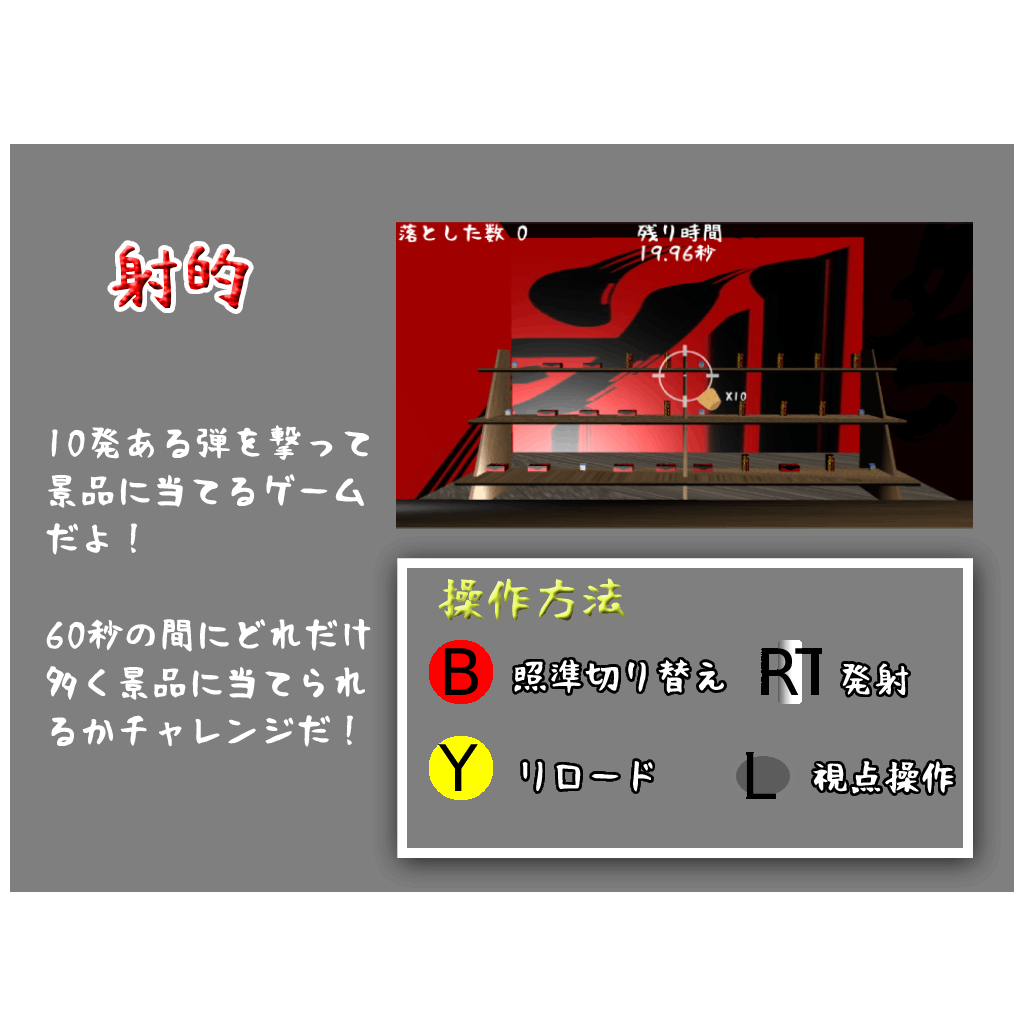 射的
落とした数 0
残り時間
19.96秒
X10
10発ある弾を撃って
景品に当てるゲーム
だよ！
60秒の間にどれだけ
多く景品に当てられ
るかチャレンジだ！
操作方法
B 照準切り替え
RT 発射
Y リロード
L 視点操作